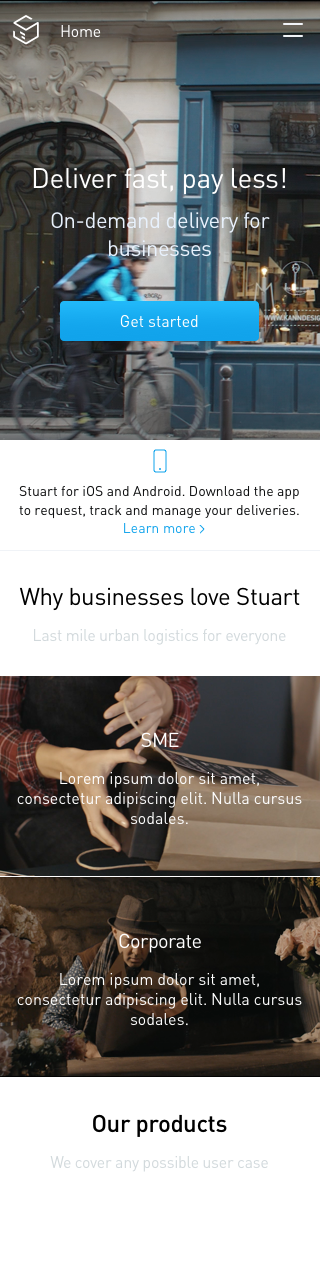 Home
Deliver fast, pay less!
On-demand delivery for
businesses
Get started
Stuart for iOS and Android. Download the app
to request, track and manage your deliveries.
Learn more >
Why businesses love Stuart
Last mile urban logistics for everyone
SME
Lorem ipsum dolor sit amet,
consectetur adipiscing elit. Nulla cursus
sodales.
Corporate
Lorem ipsum dolor sit amet,
consectetur adipiscing elit. Nulla cursus
sodales.
Our products
We cover any possible user case